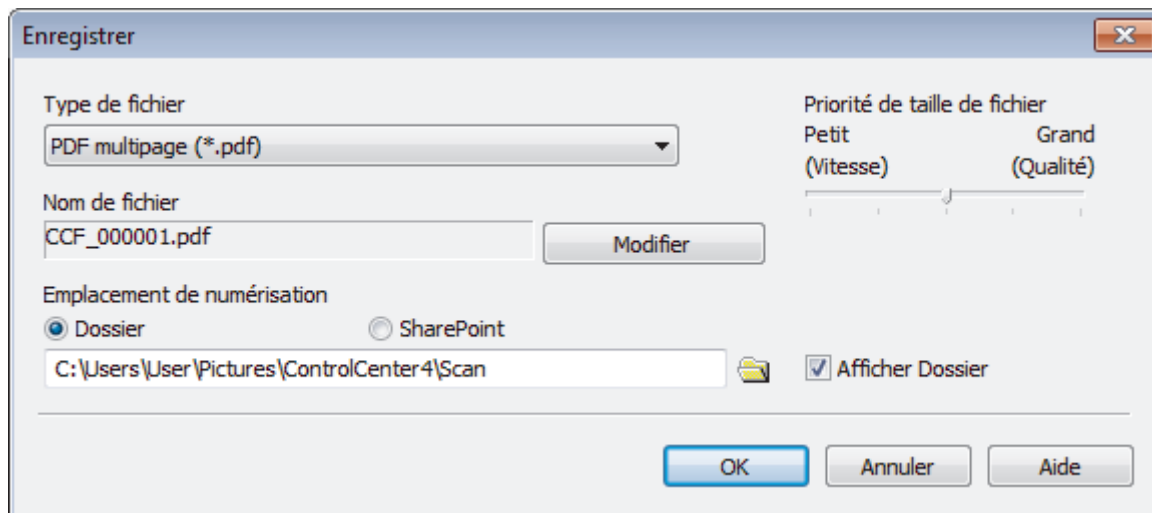 Enregistrer
Type de fichier
PDF multipage (*.pdf)
Priorité de taille de fichier
Petit Grand
(Vitesse) (Qualité)
Nom de fichier
CCF_000001.pdf
Modifier
Emplacement de numérisation
Dossier SharePoint
C:\Users\User\Pictures\ControlCenter4\Scan
Afficher Dossier
OK Annuler Aide